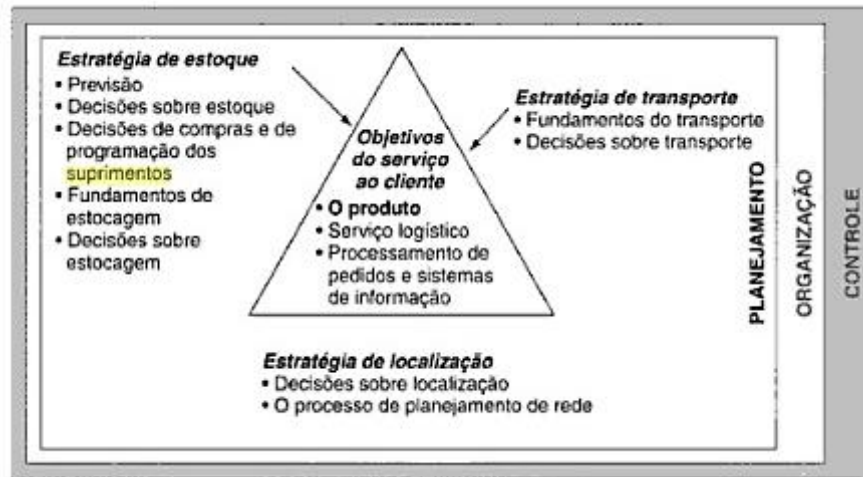 Estratégia de estoque
• Previsão
• Decisões sobre estoque
• Decisões de compras e de
programação dos
suprimentos
• Fundamentos de
estocagem
• Decisões sobre
estocagem
Objetivos
do serviço
ao cliente
• O produto
• Serviço logístico
• Processamento de
pedidos e sistemas
de informação
Estratégia de transporte
• Fundamentos do transporte
• Decisões sobre transporte
Estratégia de localização
• Decisões sobre localização
• O processo de planejamento de rede
PLANEJAMENTO
ORGANIZAÇÃO
CONTROLE